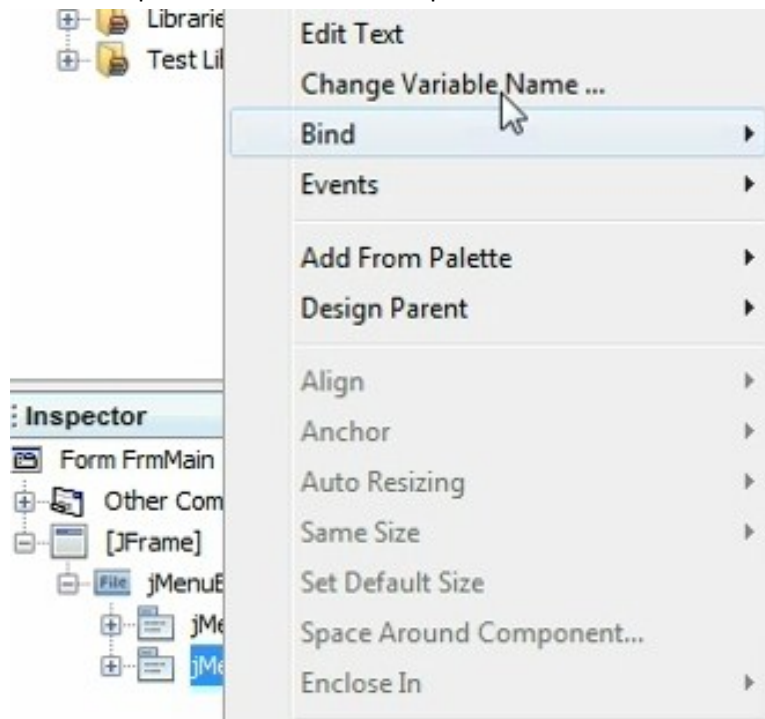 Librarie
Test Lil
Edit Text
Change Variable Name ...
Bind
Events
Add From Palette
Design Parent
Align
Anchor
Auto Resizing
Same Size
Set Default Size
Space Around Component...
Enclose In
Inspector
Form FrmMain
Other Com
[JFrame]
File jMenuB
jMe
jMe